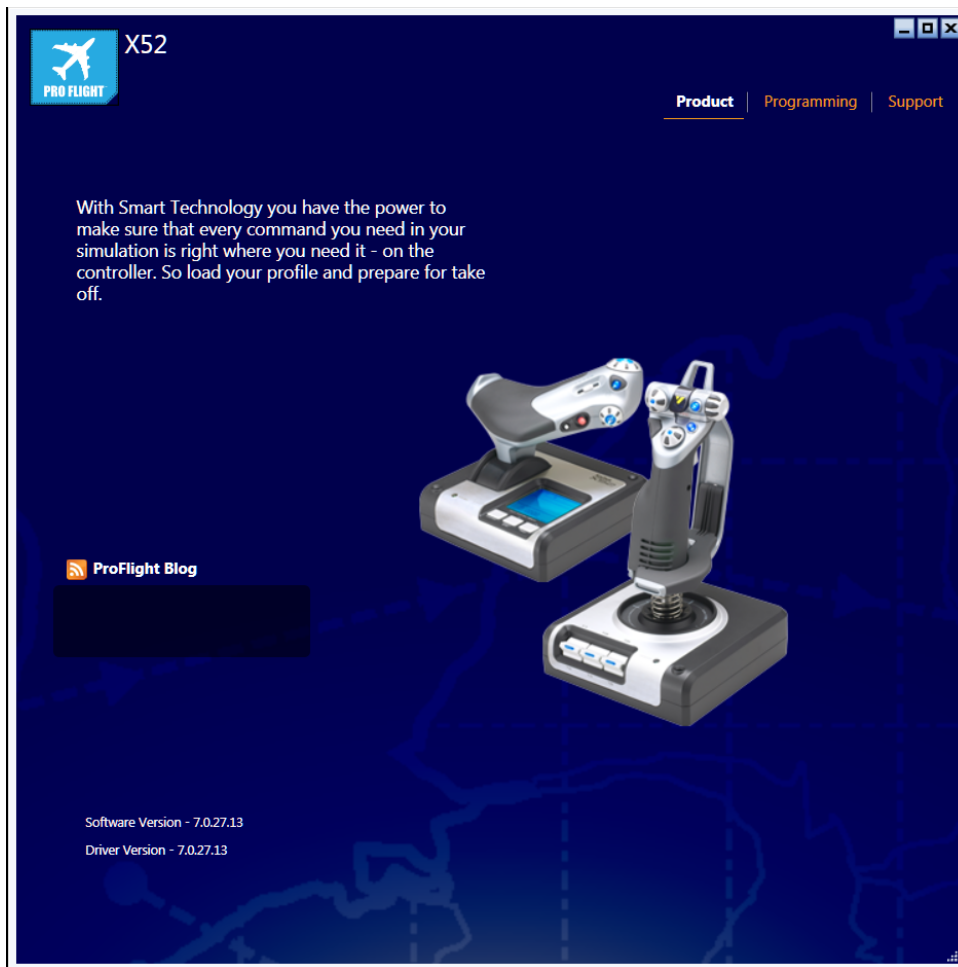 PRO FLIGHT
X52
Product
Programming
Support
With Smart Technology you have the power to
make sure that every command you need in your
simulation is right where you need it - on the
controller. So load your profile and prepare for take
off.
ProFlight Blog
Software Version - 7.0.27.13
Driver Version - 7.0.27.13